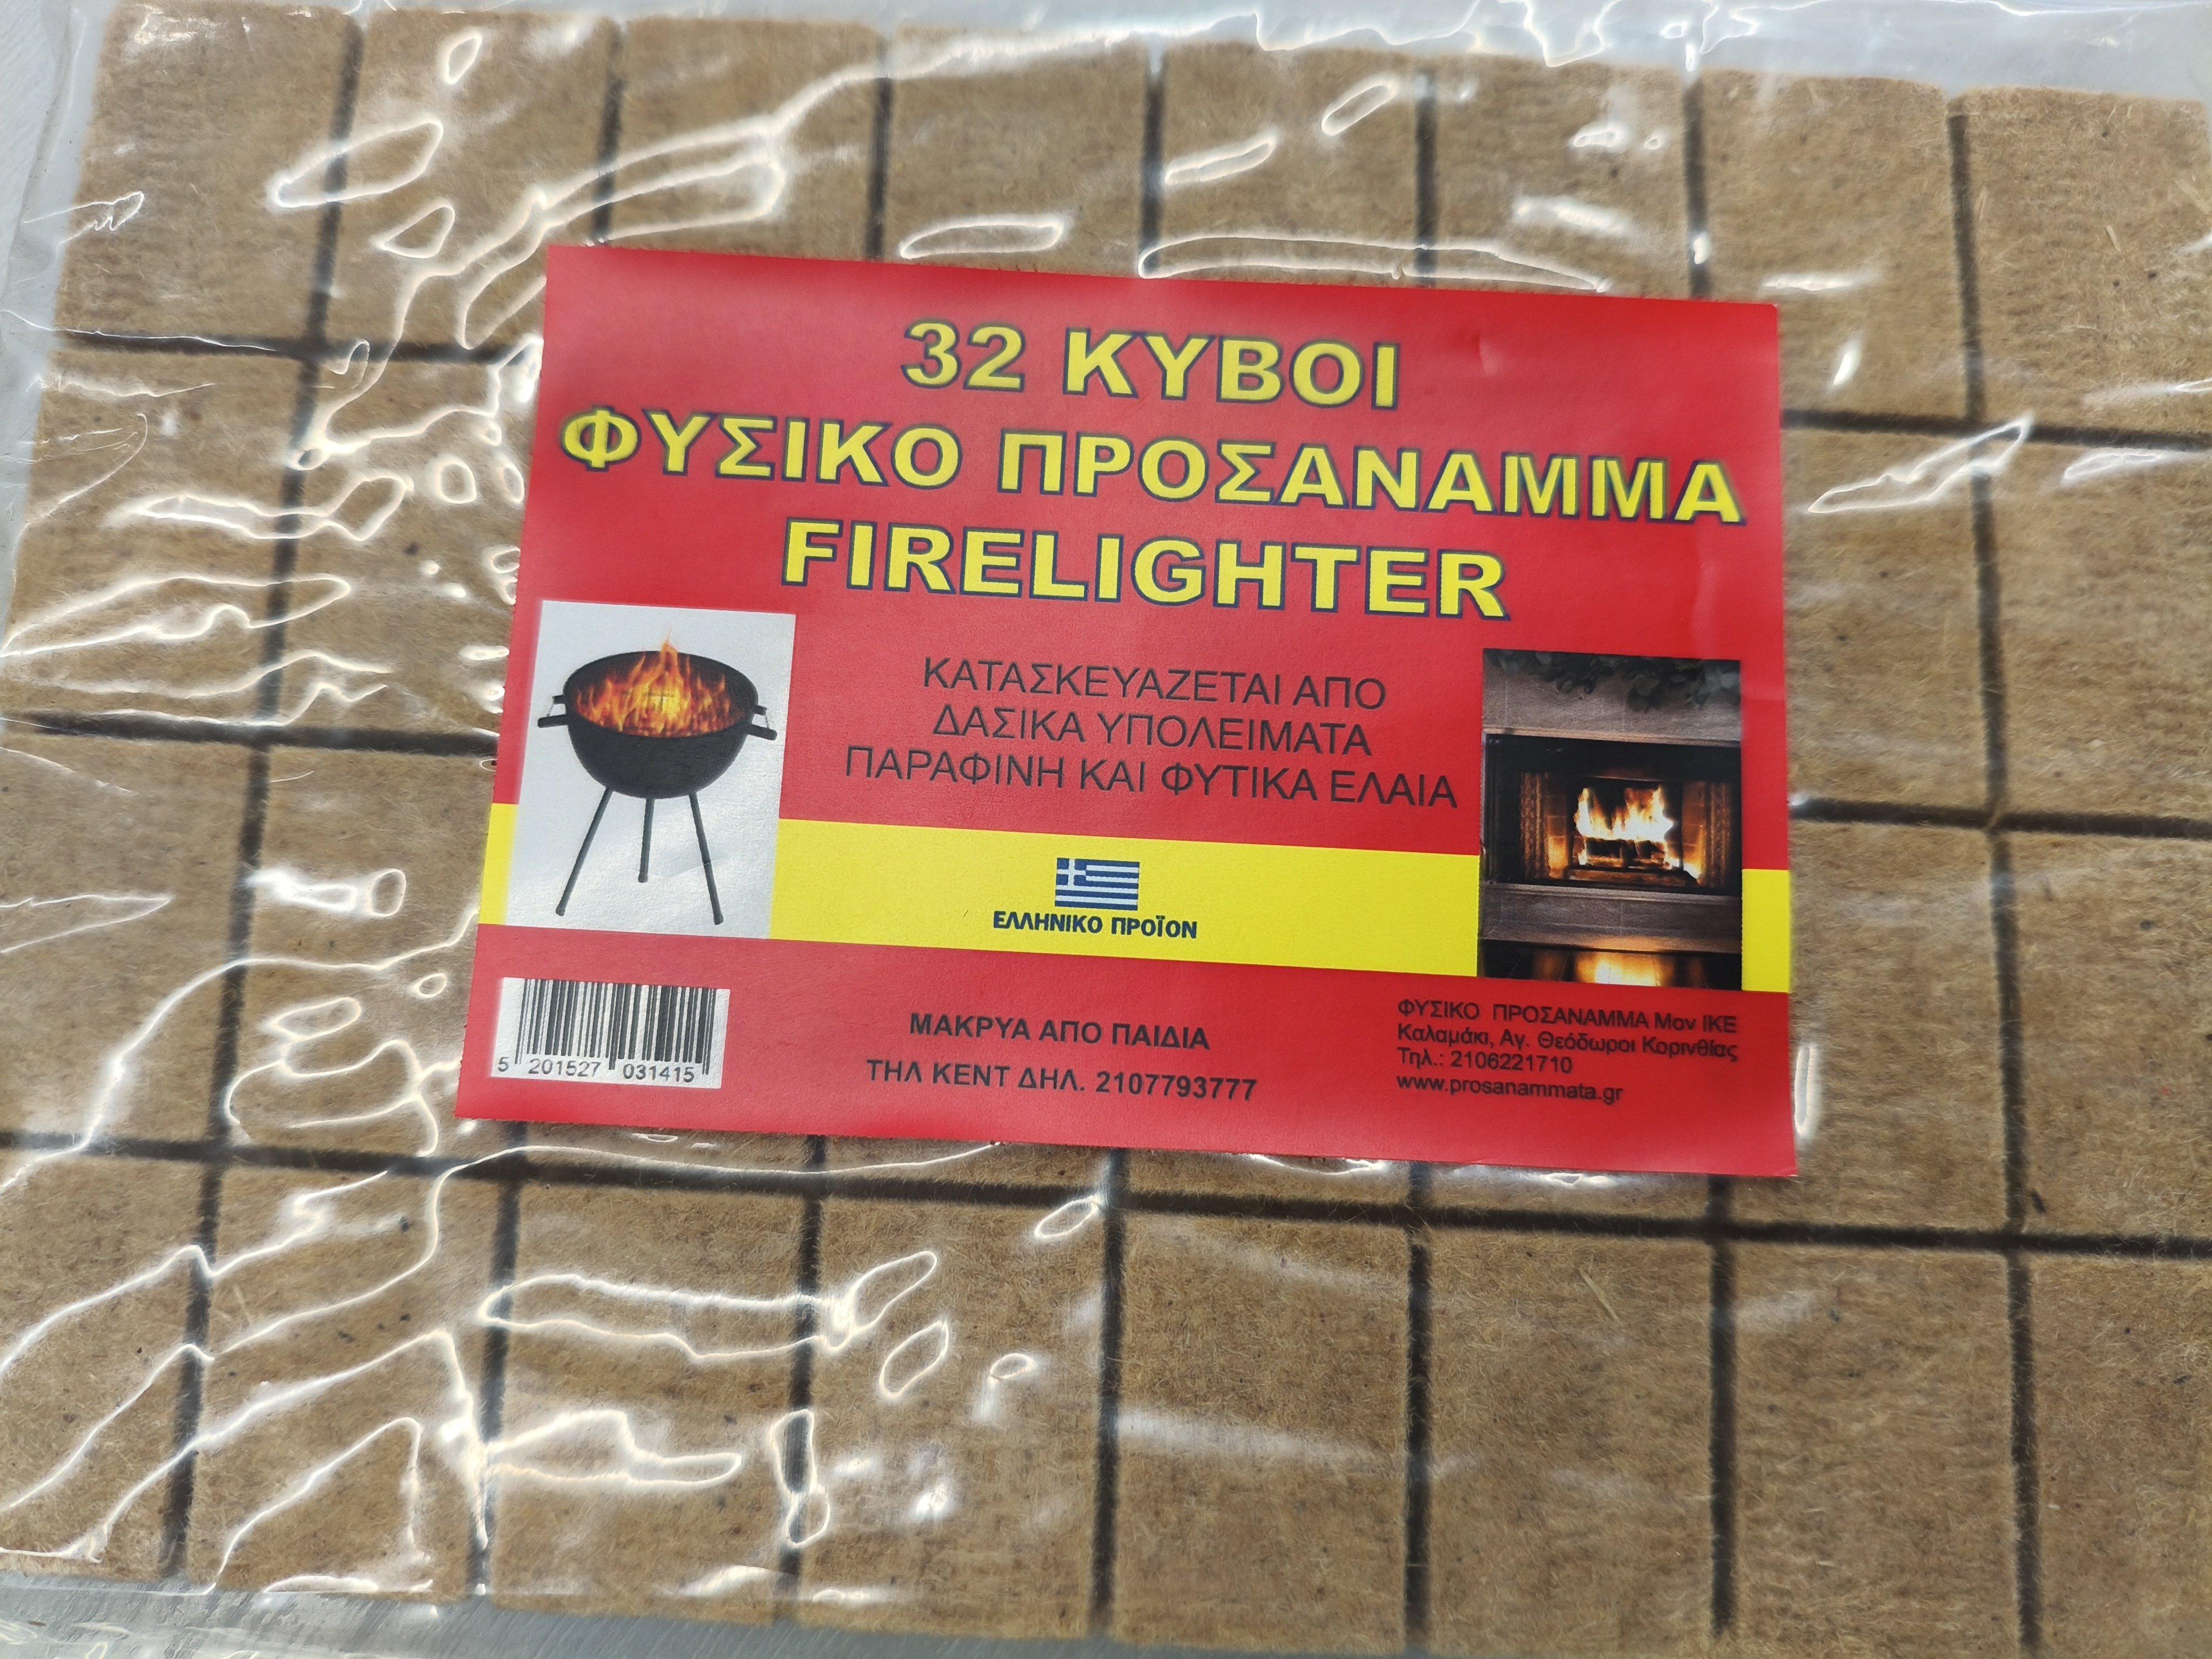 32 ΚΥΒΟΙ
ΦΥΣΙΚΟ ΠΡΟΣΑΝΑΜΜΑ
FIRELIGHTER
ΚΑΤΑΣΚΕΥΑΖΕΤΑΙ ΑΠΟ
ΔΑΣΙΚΑ ΥΠΟΛΕΙΜΑΤΑ
ΠΑΡΑΦΙΝΗ ΚΑΙ ΦΥΤΙΚΑ ΕΛΑΙΑ
ΕΛΛΗΝΙΚΟ ΠΡΟΪΟΝ
5 201527 031415
ΜΑΚΡΥΑ ΑΠΟ ΠΑΙΔΙΑ
ΤΗΛ ΚΕΝΤ ΔΗΛ. 2107793777
ΦΥΣΙΚΟ ΠΡΟΣΑΝΑΜΜΑ Μον ΙΚΕ
Καλαμάκι, Αγ. Θεόδωροι Κορινθίας
Τηλ.: 2106221710
www.prosanammata.gr